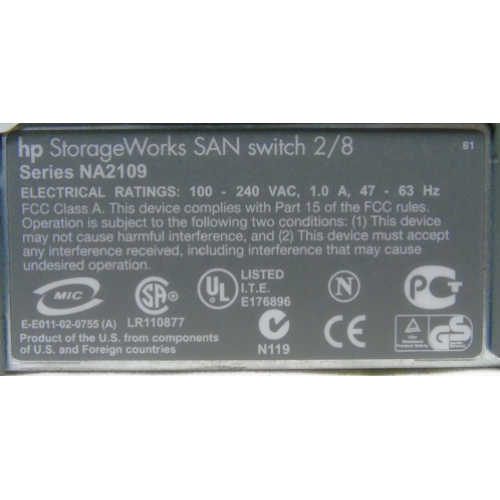 hp StorageWorks SAN switch 2/8 B1
Series NA2109
ELECTRICAL RATINGS: 100 - 240 VAC, 1.0 A, 47 - 63 Hz
FCC Class A. This device complies with Part 15 of the FCC rules.
Operation is subject to the following two conditions: (1) This device
may not cause harmful interference, and (2) This device must accept
any interference received, including interference that may cause
undesired operation.
MIC
E-E011-02-0755 (A)
SA
LR110877
UL
LISTED
I.T.E.
E176896
N
PCT
N119
CE
GS
Product of the U.S. from components
of U.S. and Foreign countries